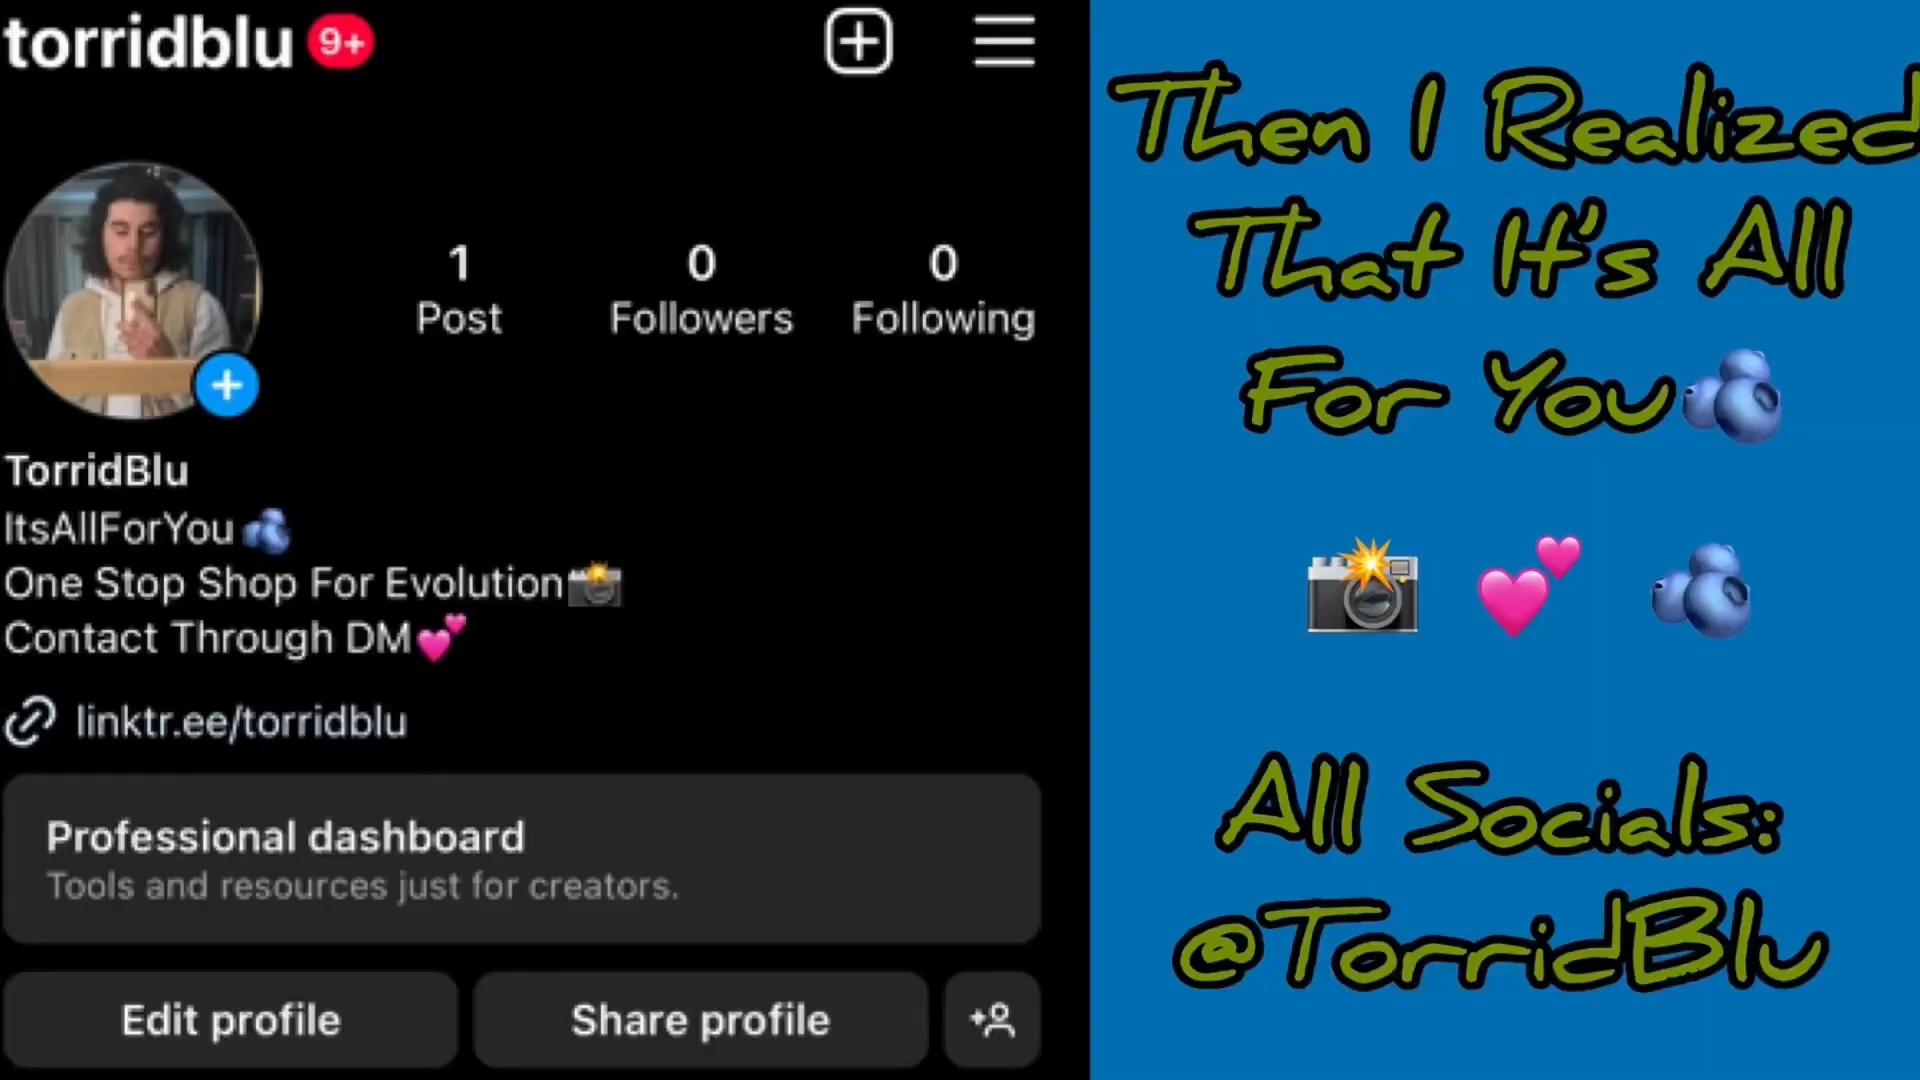 torridblu 9+
1 0 0
Post Followers Following
TorridBlu
ItsAllForYou🫐
One Stop Shop For Evolution📸
Contact Through DM💕
linktr.ee/torridblu
Professional dashboard
Tools and resources just for creators.
Edit profile Share profile
Then I Realized
That It's All
For You🫐
📸 💕 🫐
All Socials:
@TorridBlu